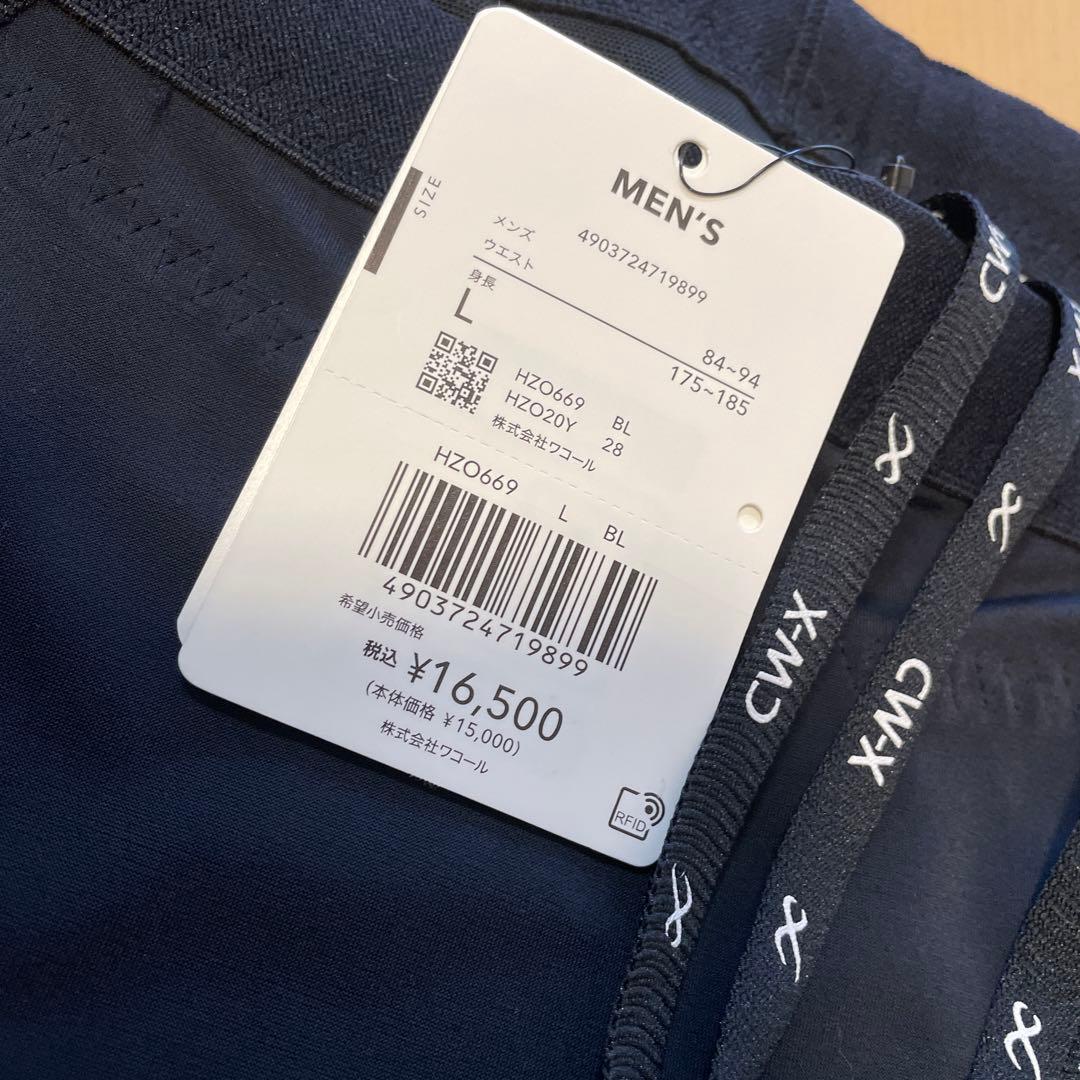 MEN'S
SIZE
メンズ 4903724719899
ウエスト 84~94
身長 175~185
L
HZO669 BL
HZO20Y 28
株式会社ワコール
HZO669 L BL
4903724719899
希望小売価格
税込 ¥16,500
(本体価格 ¥15,000)
株式会社ワコール
RFID
CW
CW-X
CW-X